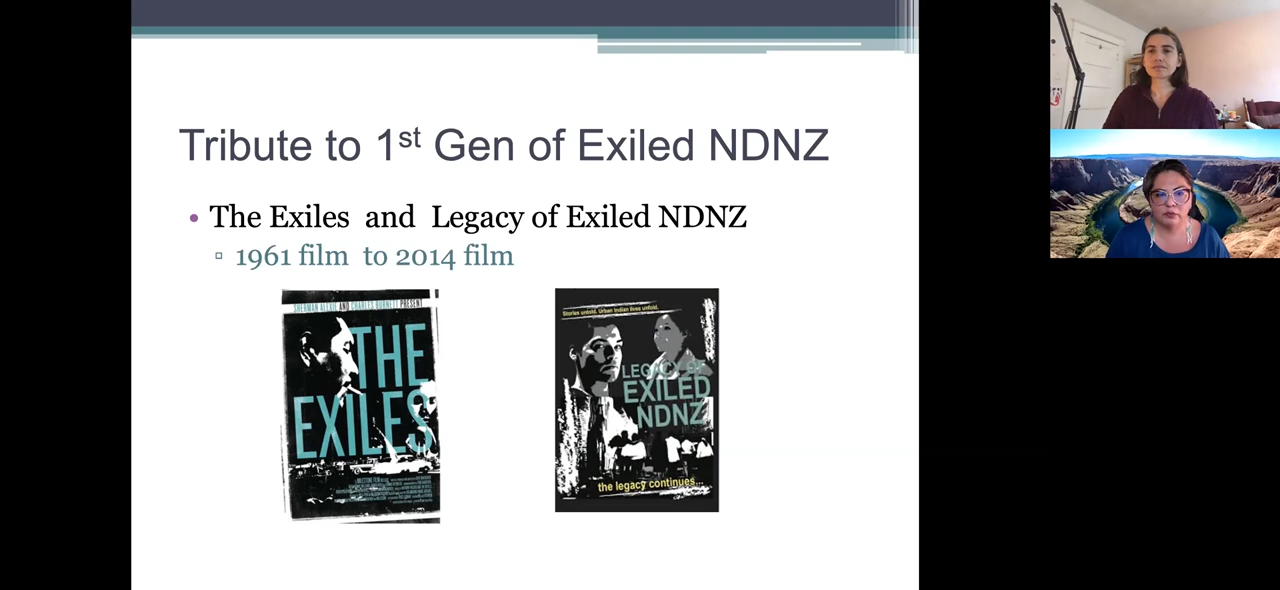 Tribute to 1st Gen of Exiled NDNZ
The Exiles and Legacy of Exiled NDNZ
1961 film to 2014 film
SHERMAN ALEXIE AND CHARLES BURNETT PRESENT
THE
EXILES
Stories untold. Urban Indian lives unfold.
LEGACY OF
EXILED
NDNZ
the legacy continues...